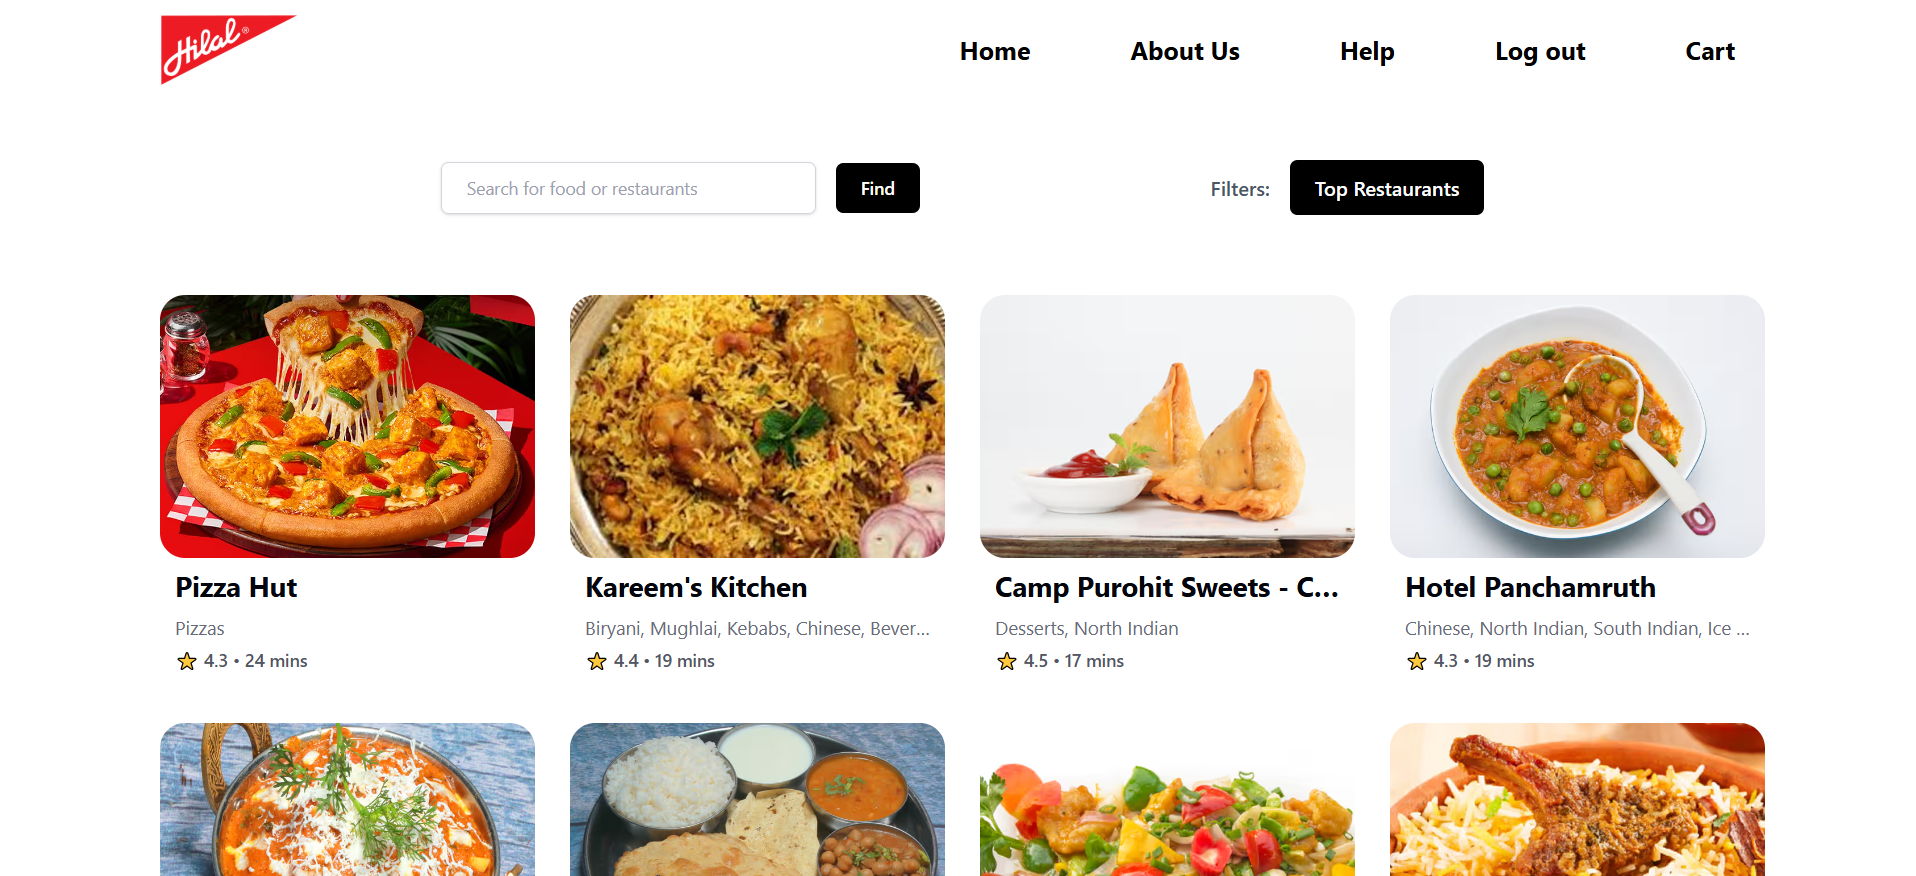 Hilal®
Home About Us Help Log out Cart
Search for food or restaurants Find Filters: Top Restaurants
Pizza Hut
Pizzas
4.3 • 24 mins
Kareem's Kitchen
Biryani, Mughlai, Kebabs, Chinese, Bever...
4.4 • 19 mins
Camp Purohit Sweets - C...
Desserts, North Indian
4.5 • 17 mins
Hotel Panchamruth
Chinese, North Indian, South Indian, Ice ...
4.3 • 19 mins